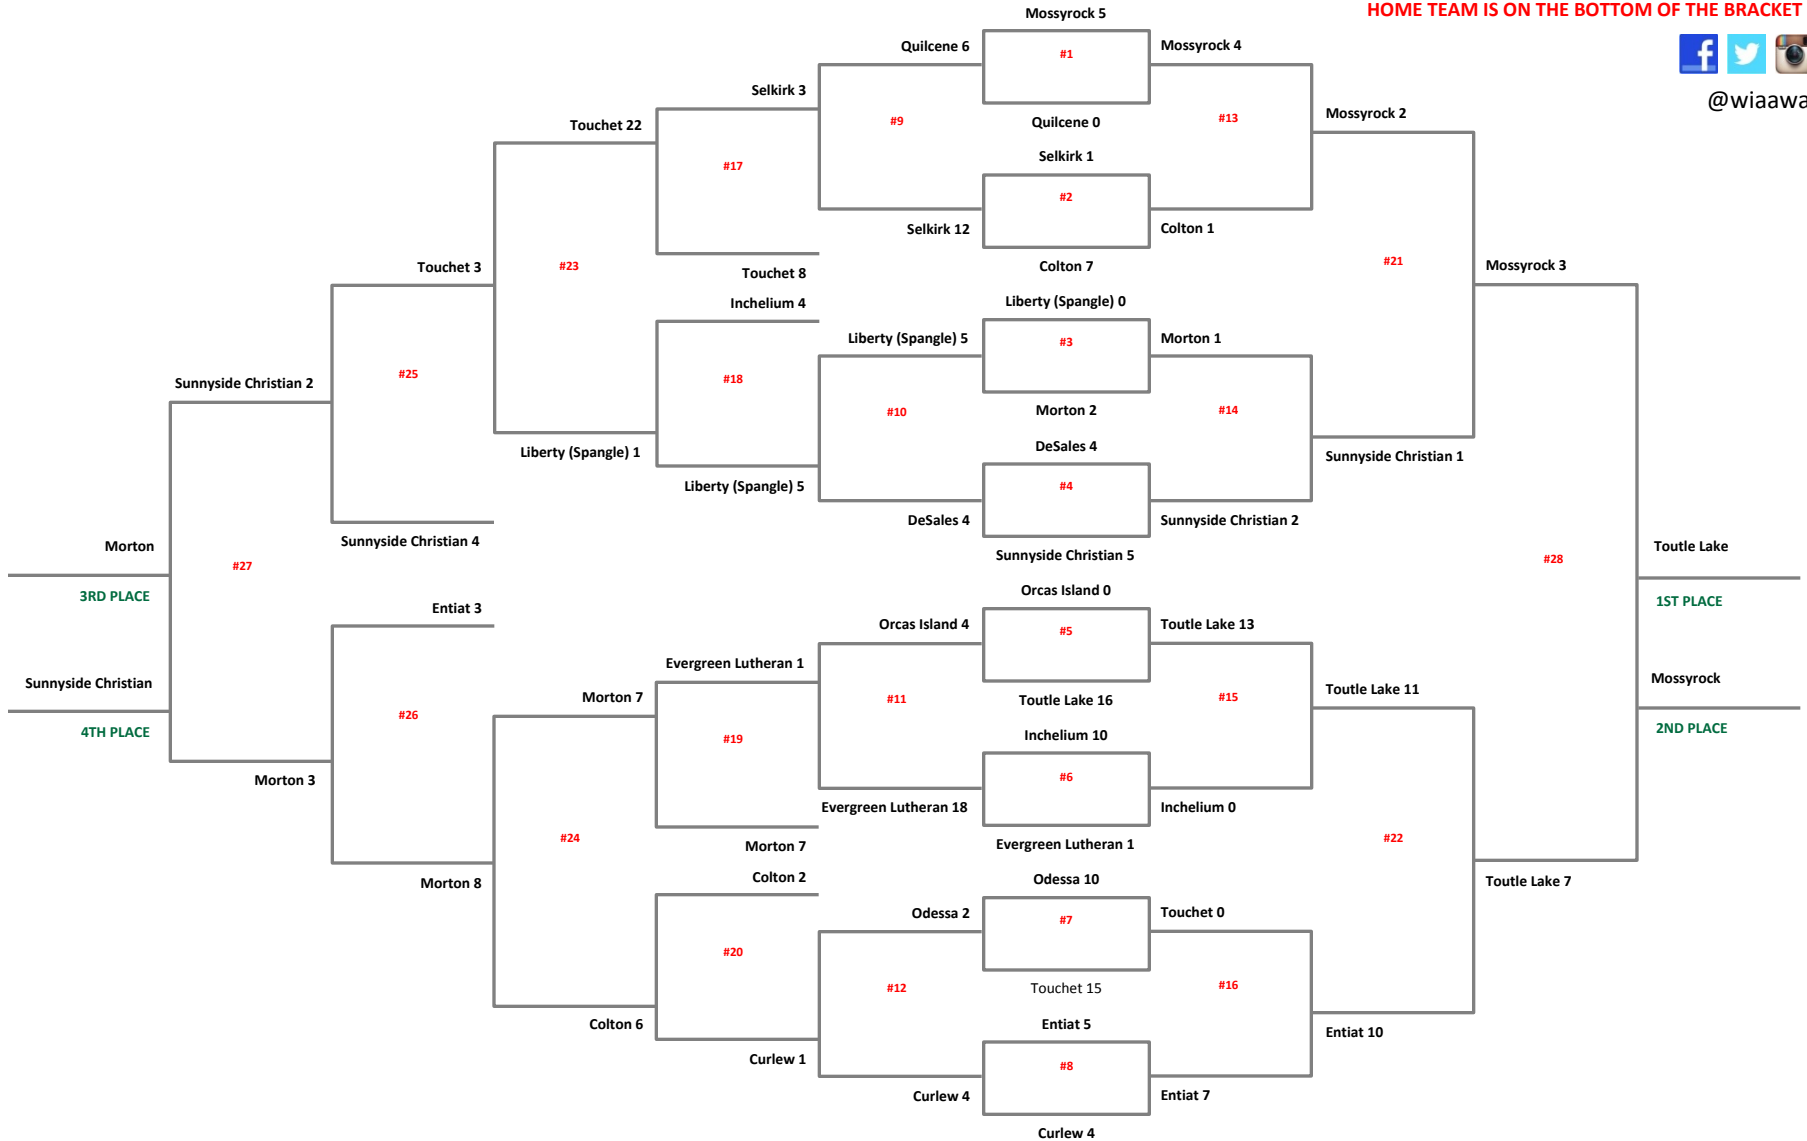 HOME TEAM IS ON THE BOTTOM OF THE BRACKET
Mossyrock 5
Quilcene 6
#1
Mossyrock 4
Selkirk 3
@wiaawa
Touchet 22
#9
Quilcene 0
#13
Mossyrock 2
Selkirk 1
#17
#2
Selkirk 12
Colton 1
Touchet 3
#23
Touchet 8
Colton 7
#21
Mossyrock 3
Inchelium 4
Liberty (Spangle) 0
Liberty (Spangle) 5
#3
Morton 1
Sunnyside Christian 2
#25
#18
#10
Morton 2
#14
DeSales 4
Liberty (Spangle) 1
Sunnyside Christian 1
Liberty (Spangle) 5
#4
DeSales 4
Sunnyside Christian 2
Morton
Sunnyside Christian 4
Sunnyside Christian 5
Toutle Lake
#27
#28
3RD PLACE
Orcas Island 0
1ST PLACE
Entiat 3
Orcas Island 4
#5
Toutle Lake 13
Evergreen Lutheran 1
Sunnyside Christian
Morton 7
#11
Toutle Lake 16
#15
Toutle Lake 11
Mossyrock
#26
4TH PLACE
#19
Inchelium 10
2ND PLACE
Morton 3
#6
Evergreen Lutheran 18
Inchelium 0
#24
Morton 7
Evergreen Lutheran 1
#22
Morton 8
Colton 2
Odessa 10
Toutle Lake 7
Odessa 2
#7
Touchet 0
#20
#12
Touchet 15
#16
Colton 6
Entiat 5
Entiat 10
Curlew 1
#8
Curlew 4
Entiat 7
Curlew 4